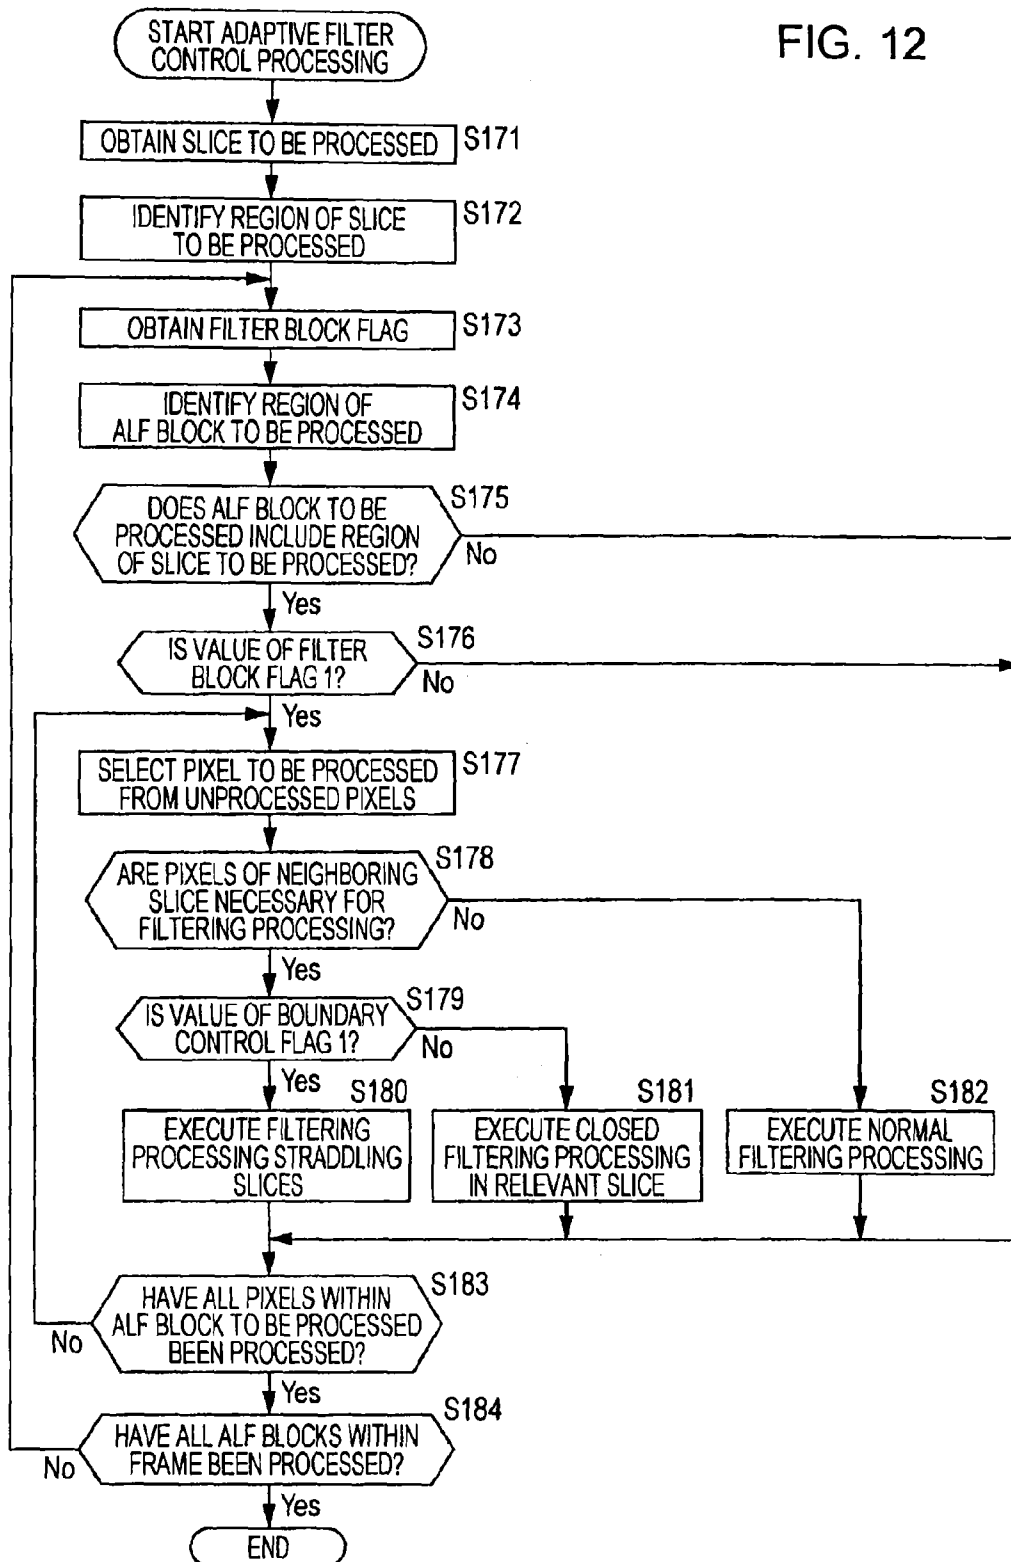 FIG. 12
START ADAPTIVE FILTER
CONTROL PROCESSING
OBTAIN SLICE TO BE PROCESSED
S171
IDENTIFY REGION OF SLICE
TO BE PROCESSED
S172
OBTAIN FILTER BLOCK FLAG
S173
IDENTIFY REGION OF
ALF BLOCK TO BE PROCESSED
S174
DOES ALF BLOCK TO BE
PROCESSED INCLUDE REGION
OF SLICE TO BE PROCESSED?
S175
No
Yes
IS VALUE OF FILTER
BLOCK FLAG 1?
S176
No
Yes
SELECT PIXEL TO BE PROCESSED
FROM UNPROCESSED PIXELS
S177
ARE PIXELS OF NEIGHBORING
SLICE NECESSARY FOR
FILTERING PROCESSING?
S178
No
Yes
IS VALUE OF BOUNDARY
CONTROL FLAG 1?
S179
No
Yes
S180
EXECUTE FILTERING
PROCESSING STRADDLING
SLICES
S181
EXECUTE CLOSED
FILTERING PROCESSING
IN RELEVANT SLICE
S182
EXECUTE NORMAL
FILTERING PROCESSING
HAVE ALL PIXELS WITHIN
ALF BLOCK TO BE PROCESSED
BEEN PROCESSED?
S183
No
Yes
HAVE ALL ALF BLOCKS WITHIN
FRAME BEEN PROCESSED?
S184
No
Yes
END